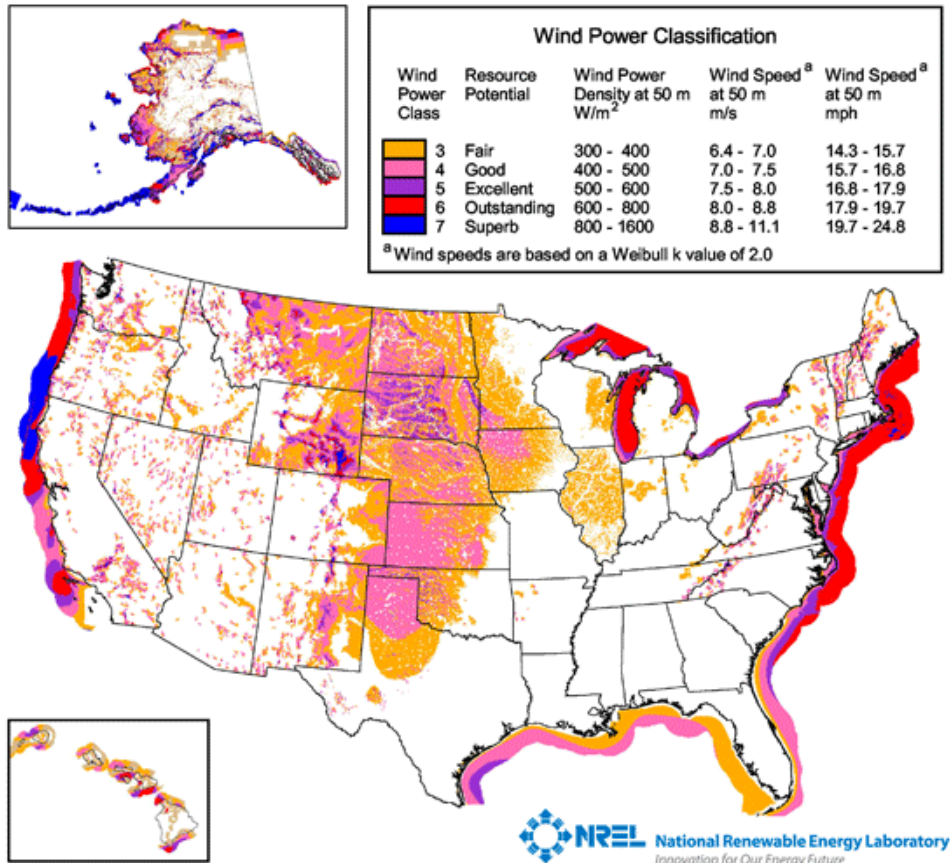 Wind Power Classification
Wind Power Class Resource Potential Wind Power Density at 50 m W/m² Wind Speed ᵃ at 50 m m/s Wind Speed ᵃ at 50 m mph
3 Fair 300 - 400 6.4 - 7.0 14.3 - 15.7
4 Good 400 - 500 7.0 - 7.5 15.7 - 16.8
5 Excellent 500 - 600 7.5 - 8.0 16.8 - 17.9
6 Outstanding 600 - 800 8.0 - 8.8 17.9 - 19.7
7 Superb 800 - 1600 8.8 - 11.1 19.7 - 24.8
ᵃ Wind speeds are based on a Weibull k value of 2.0
NREL National Renewable Energy Laboratory
Innovation for Our Energy Future